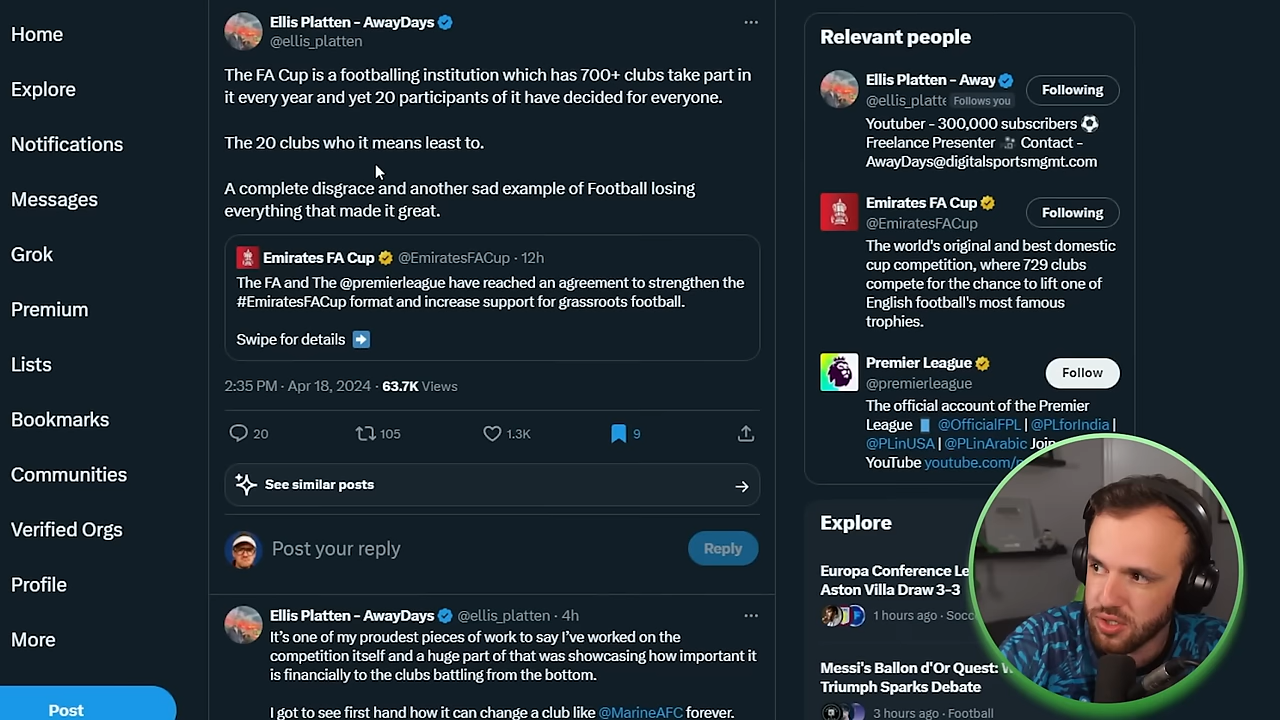 Home
Explore
Notifications
Messages
Grok
Premium
Lists
Bookmarks
Communities
Verified Orgs
Profile
More
Post
Ellis Platten - AwayDays
@ellis_platten
The FA Cup is a footballing institution which has 700+ clubs take part in
it every year and yet 20 participants of it have decided for everyone.
The 20 clubs who it means least to.
A complete disgrace and another sad example of Football losing
everything that made it great.
Emirates FA Cup @EmiratesFACup · 12h
The FA and The @premierleague have reached an agreement to strengthen the
#EmiratesFACup format and increase support for grassroots football.
Swipe for details ➡️
2:35 PM · Apr 18, 2024 · 63.7K Views
20 105 1.3K 9
See similar posts
Post your reply
Reply
Ellis Platten - AwayDays @ellis_platten · 4h
It's one of my proudest pieces of work to say I've worked on the
competition itself and a huge part of that was showcasing how important it
is financially to the clubs battling from the bottom.
I got to see first hand how it can change a club like @MarineAFC forever.
Relevant people
Ellis Platten - Away
Following
@ellis_platte Follows you
Youtuber - 300,000 subscribers ⚽
Freelance Presenter 🎥 Contact -
AwayDays@digitalsportsmgmt.com
Emirates FA Cup
Following
@EmiratesFACup
The world's original and best domestic
cup competition, where 729 clubs
compete for the chance to lift one of
English football's most famous
trophies.
Premier League
Follow
@premierleague
The official account of the Premier
League 📱 @OfficialFPL | @PLforIndia |
@PLinUSA | @PLinArabic Join
YouTube youtube.com/
Explore
Europa Conference Le
Aston Villa Draw 3-3
1 hours ago · Socc
Messi's Ballon d'Or Quest:
Triumph Sparks Debate
3 hours ago · Football